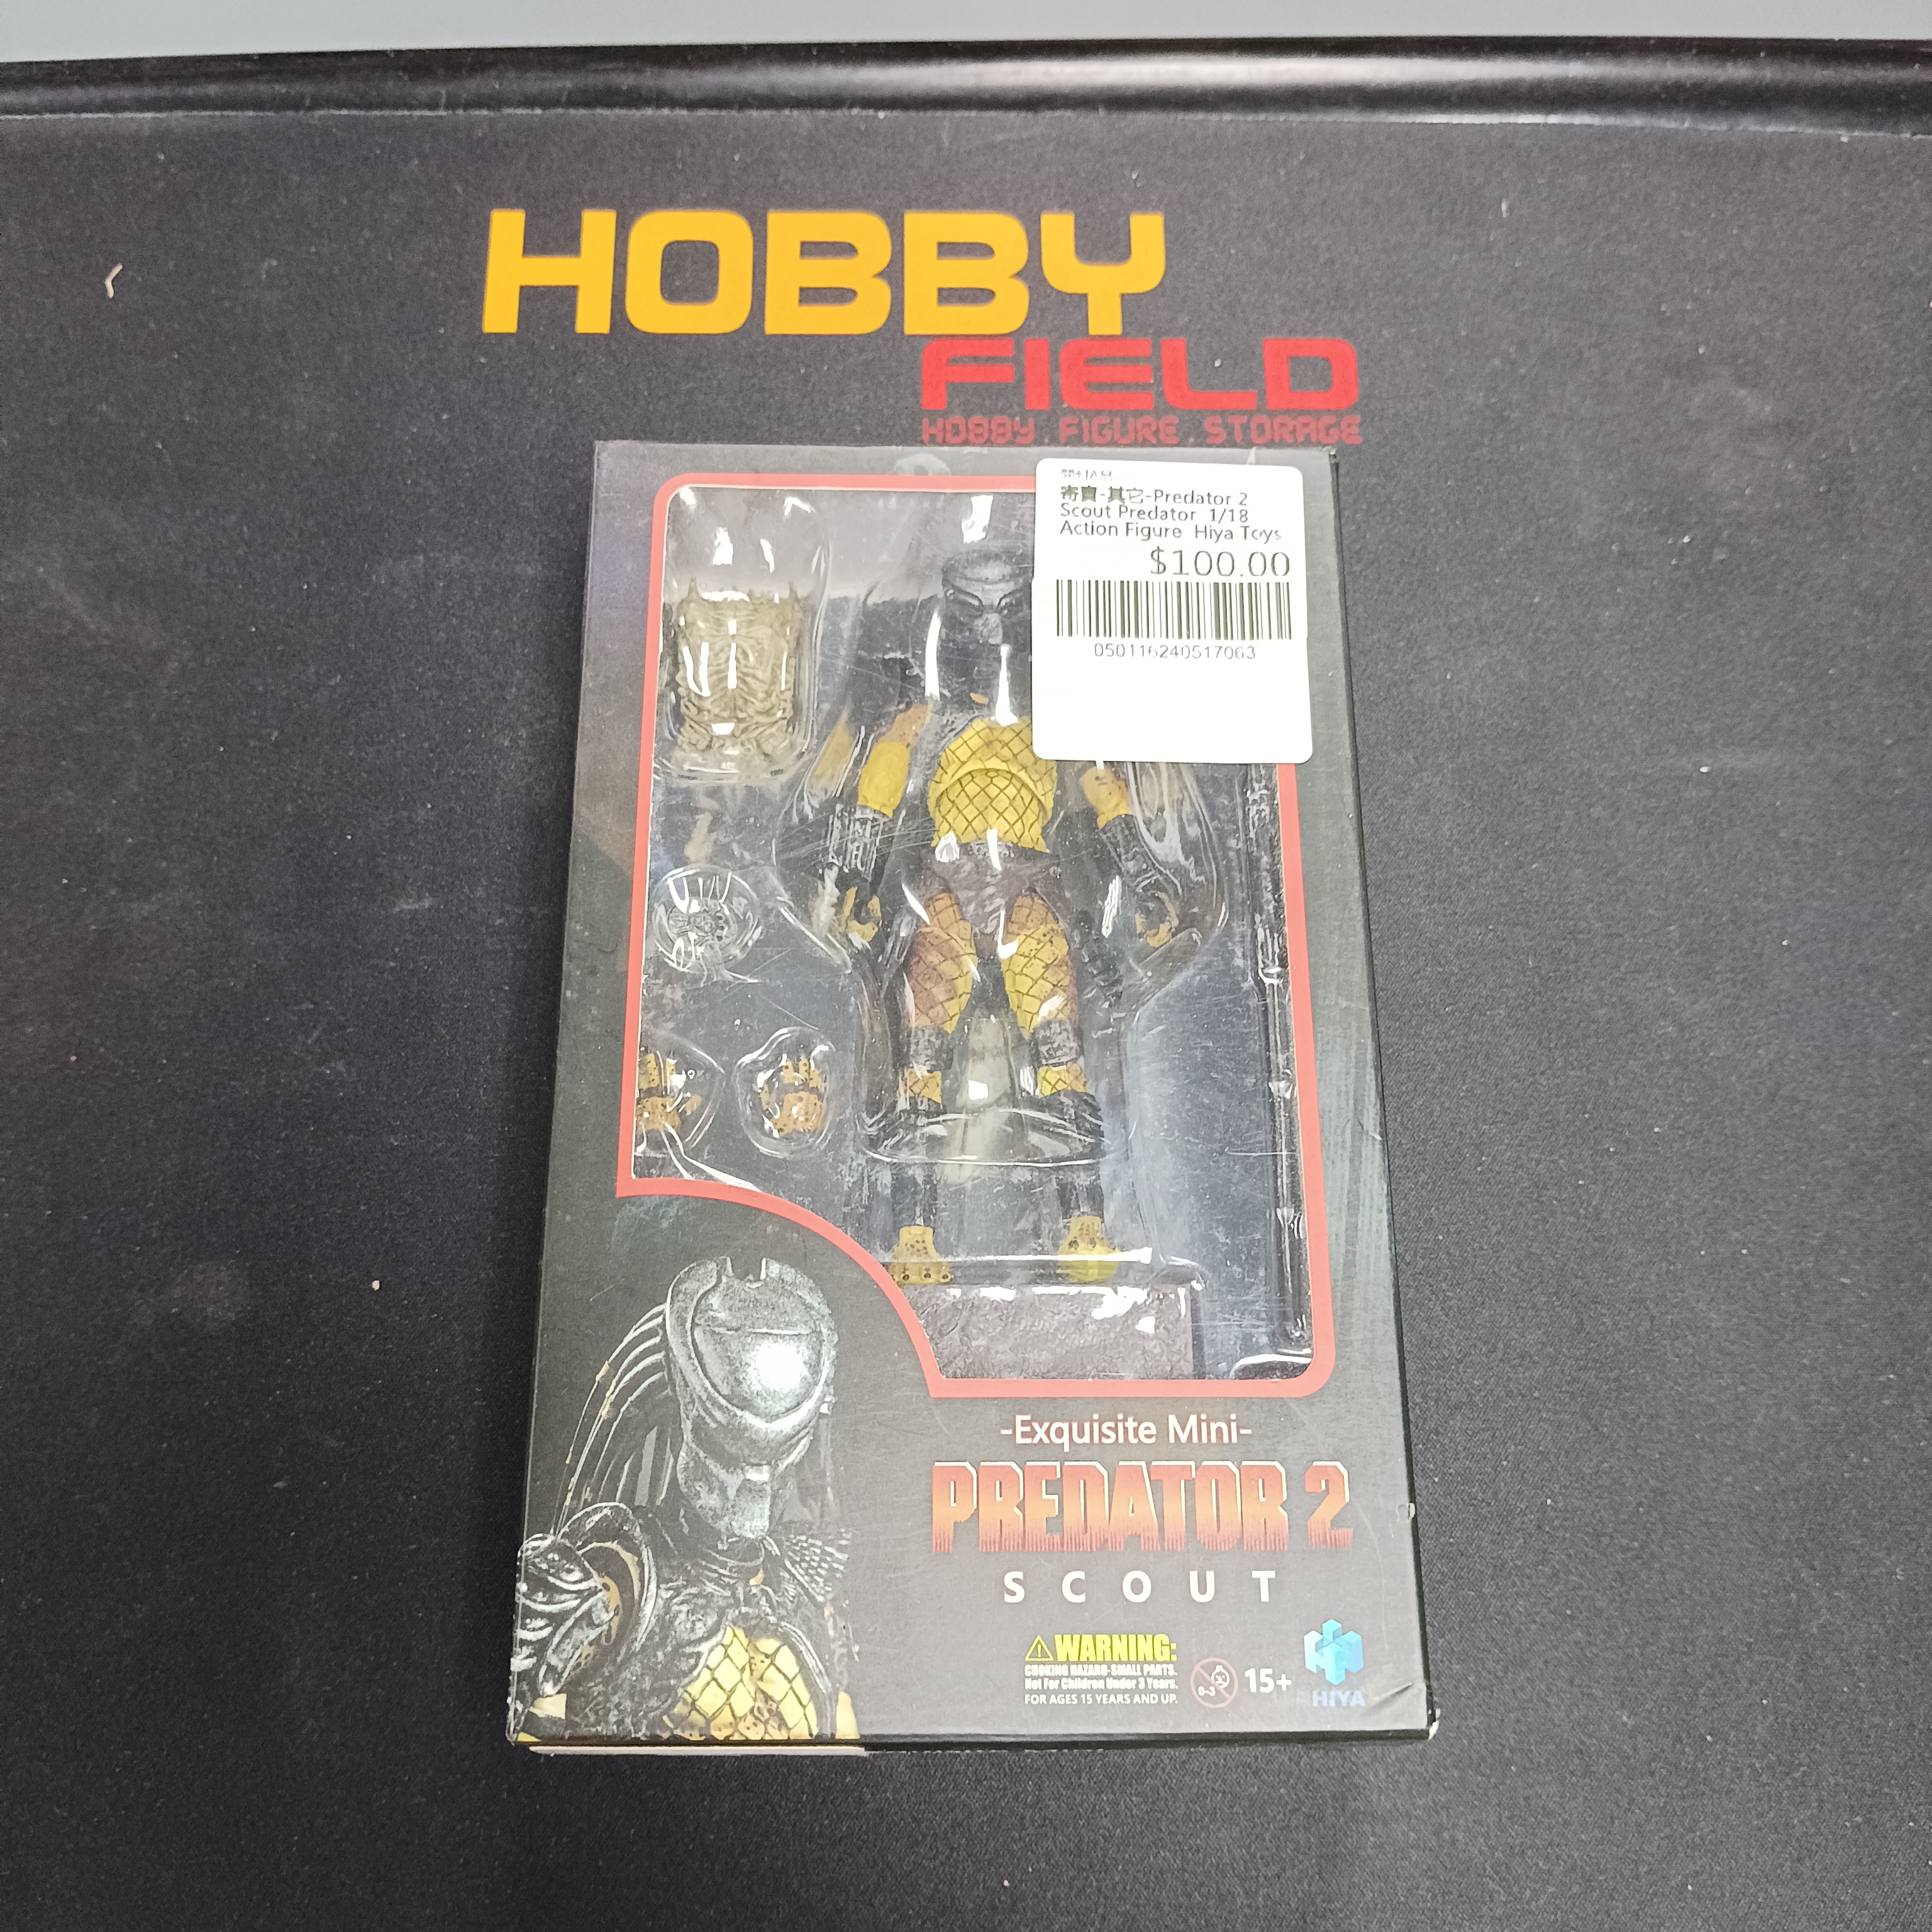 HOBBY
FIELD
HOBBY . FIGURE . STORAGE
寄賣-其它-Predator 2
Scout Predator 1/18
Action Figure Hiya Toys
$100.00
050116240517063
-Exquisite Mini-
PREDATOR 2
SCOUT
WARNING:
CHOKING HAZARD-SMALL PARTS.
Not For Children Under 3 Years.
FOR AGES 15 YEARS AND UP.
0-3
15+
HIYA